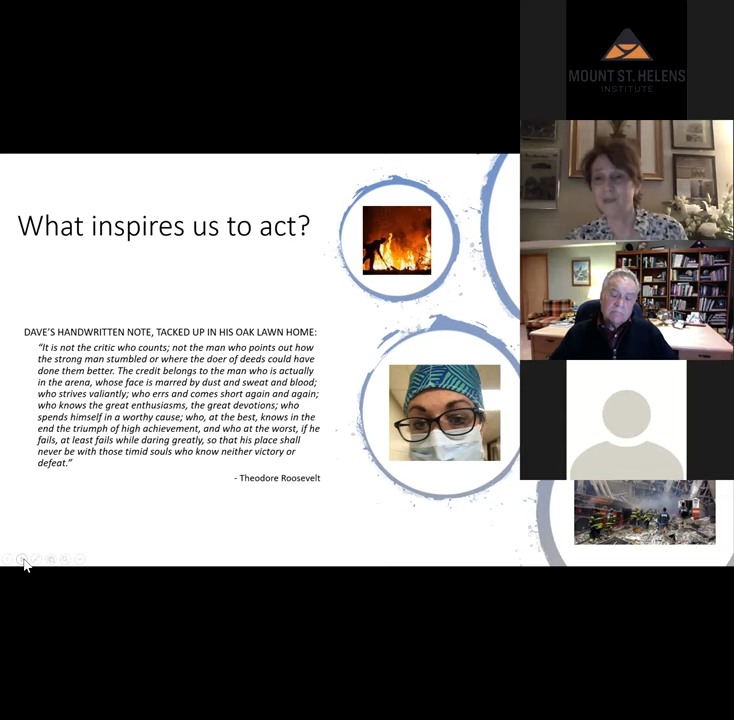 MOUNT ST. HELENS
INSTITUTE
What inspires us to act?
DAVE'S HANDWRITTEN NOTE, TACKED UP IN HIS OAK LAWN HOME:
"It is not the critic who counts; not the man who points out how
the strong man stumbled or where the doer of deeds could have
done them better. The credit belongs to the man who is actually
in the arena, whose face is marred by dust and sweat and blood;
who strives valiantly; who errs and comes short again and again;
who knows the great enthusiasms, the great devotions; who
spends himself in a worthy cause; who, at the best, knows in the
end the triumph of high achievement, and who at the worst, if he
fails, at least fails while daring greatly, so that his place shall
never be with those timid souls who know neither victory or
defeat."
- Theodore Roosevelt